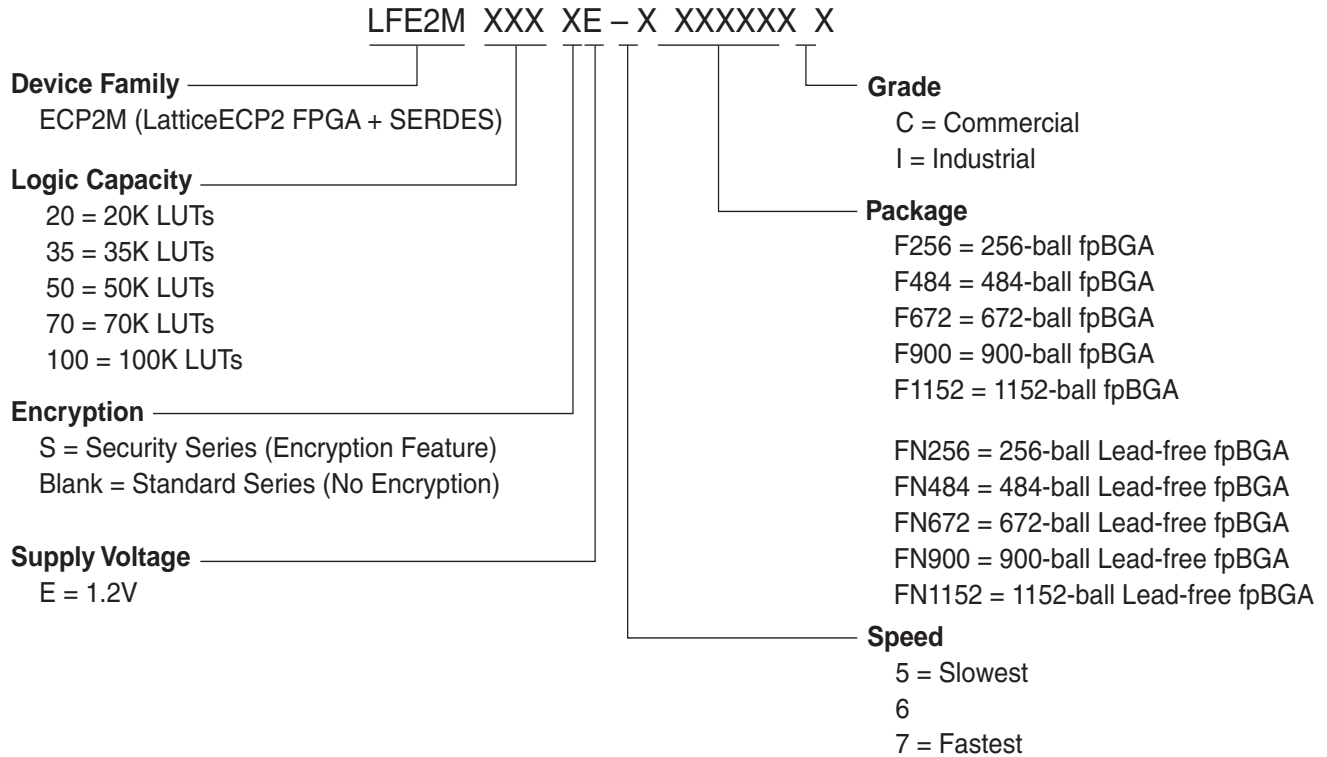 LFE2M XXX XE – X XXXXXX X
Device Family
ECP2M (LatticeECP2 FPGA + SERDES)
Logic Capacity
20 = 20K LUTs
35 = 35K LUTs
50 = 50K LUTs
70 = 70K LUTs
100 = 100K LUTs
Encryption
S = Security Series (Encryption Feature)
Blank = Standard Series (No Encryption)
Supply Voltage
E = 1.2V
Grade
C = Commercial
I = Industrial
Package
F256 = 256-ball fpBGA
F484 = 484-ball fpBGA
F672 = 672-ball fpBGA
F900 = 900-ball fpBGA
F1152 = 1152-ball fpBGA
FN256 = 256-ball Lead-free fpBGA
FN484 = 484-ball Lead-free fpBGA
FN672 = 672-ball Lead-free fpBGA
FN900 = 900-ball Lead-free fpBGA
FN1152 = 1152-ball Lead-free fpBGA
Speed
5 = Slowest
6
7 = Fastest